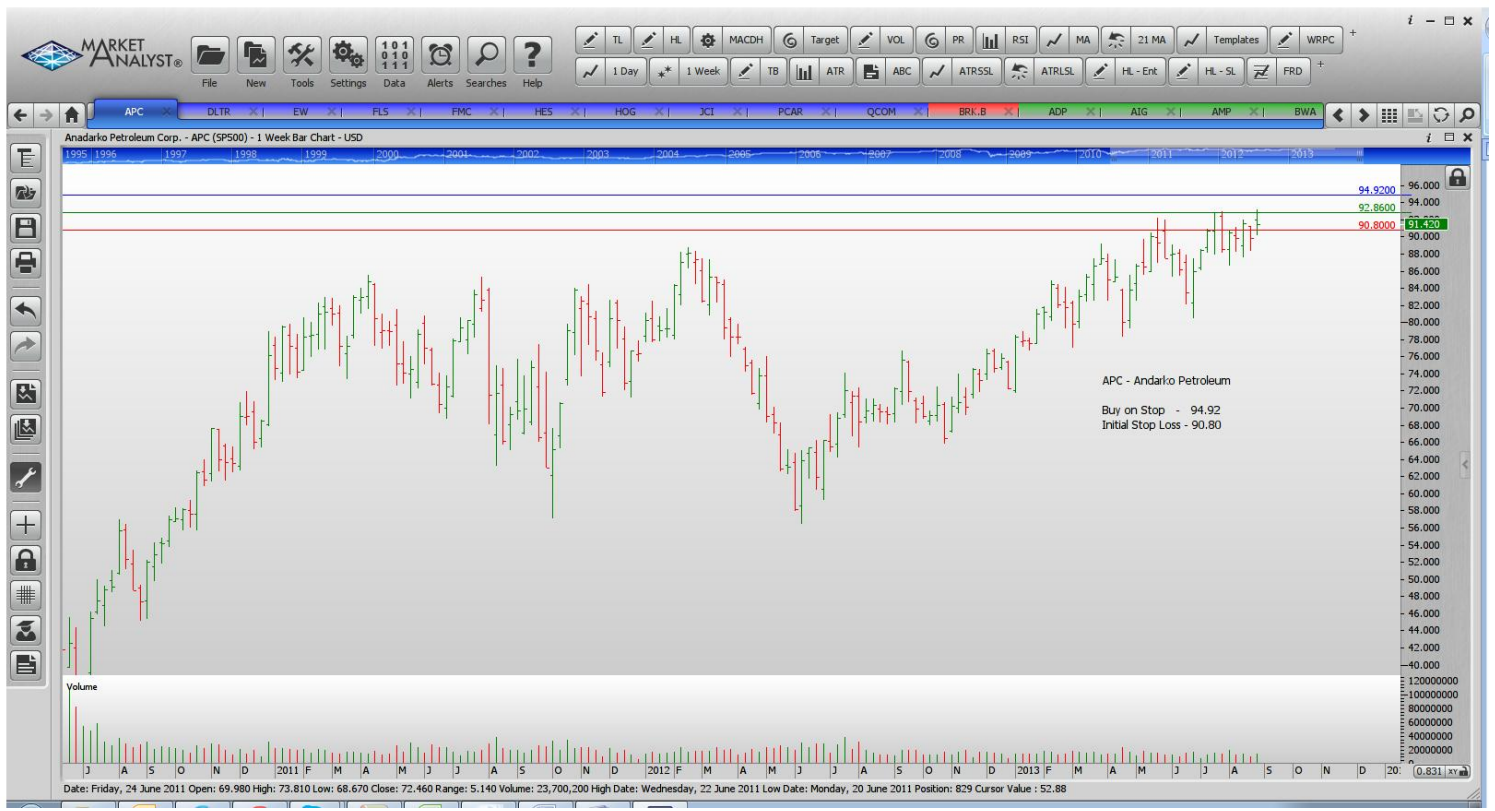 i
MARKET
ANALYST®
101
010
111
File New Tools Settings Data Alerts Searches Help
TL HL MACDH Target VOL PR RSI MA 21 MA Templates WRPC +
1 Day 1 Week TB ATR ABC ATRSSL ATRLSL HL - Ent HL - SL FRD +
APC DLTR EW FLS FMC HES HOG JCI PCAR QCOM BRK.B ADP AIG AMP BWA
Anadarko Petroleum Corp. - APC (SP500) - 1 Week Bar Chart - USD
i
1995 1996 1997 1998 1999 2000 2001 2002 2003 2004 2005 2006 2007 2008 2009 2010 2011 2012 2013
94.9200
92.8600
90.8000
96.000
94.000
91.420
90.000
88.000
86.000
84.000
82.000
80.000
78.000
76.000
74.000
72.000
70.000
68.000
66.000
64.000
62.000
60.000
58.000
56.000
54.000
52.000
50.000
48.000
46.000
44.000
42.000
40.000
APC - Andarko Petroleum
Buy on Stop - 94.92
Initial Stop Loss - 90.80
Volume
120000000
100000000
80000000
60000000
40000000
20000000
J A S O N D 2011 F M A M J J A S O N D 2012 F M A M J J A S O N D 2013 F M A M J J A S O N D 20:
0.831 XY
Date: Friday, 24 June 2011 Open: 69.980 High: 73.810 Low: 68.670 Close: 72.460 Range: 5.140 Volume: 23,700,200 High Date: Wednesday, 22 June 2011 Low Date: Monday, 20 June 2011 Position: 829 Cursor Value : 52.88